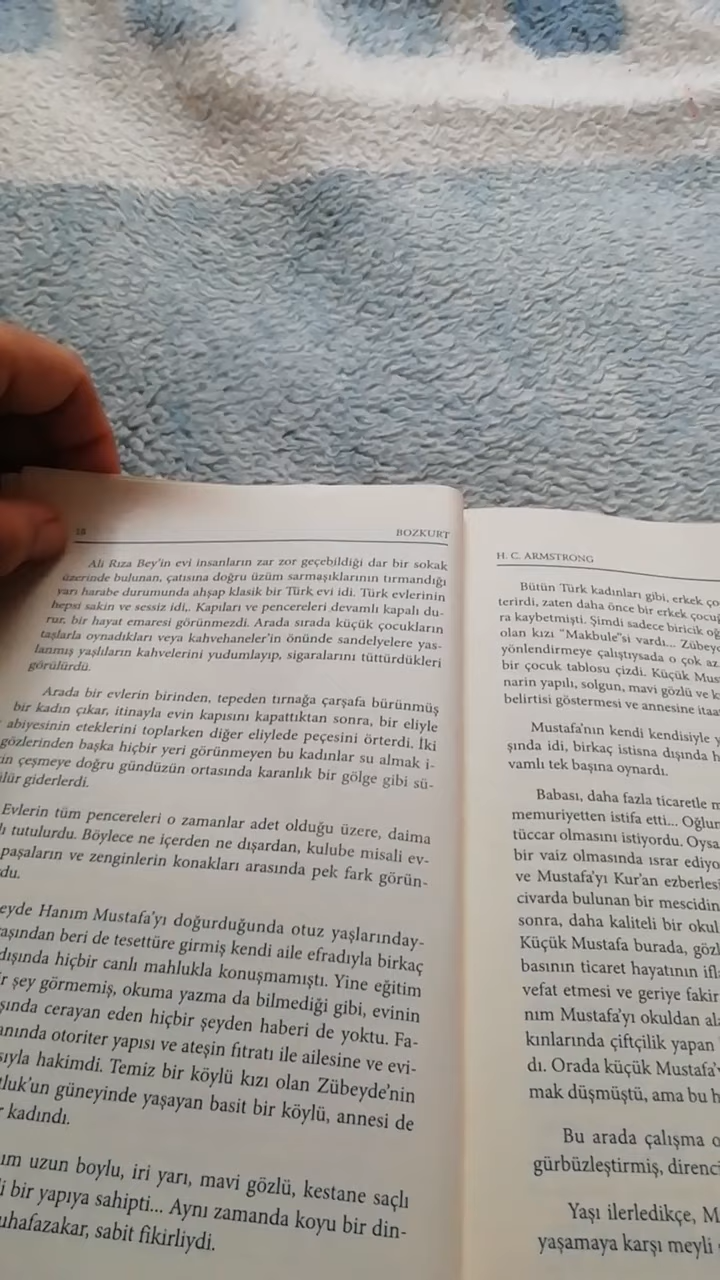 BOZKURT
Ali Rıza Bey'in evi insanların zar zor geçebildiği dar bir sokak
üzerinde bulunan, çatısına doğru üzüm sarmaşıklarının tırmandığı
yarı harabe durumunda ahşap klasik bir Türk evi idi. Türk evlerinin
hepsi sakin ve sessiz idi,. Kapıları ve pencereleri devamlı kapalı du-
rur, bir hayat emaresi görünmezdi. Arada sırada küçük çocukların
taşlarla oynadıkları veya kahvehaneler'in önünde sandelyelere yas-
lanmış yaşlıların kahvelerini yudumlayıp, sigaralarını tüttürdükleri
görülürdü.
Arada bir evlerin birinden, tepeden tırnağa çarşafa bürünmüş
bir kadın çıkar, itinayla evin kapısını kapattıktan sonra, bir eliyle
abiyesinin eteklerini toplarken diğer eliylede peçesini örterdi. İki
gözlerinden başka hiçbir yeri görünmeyen bu kadınlar su almak i-
çin çeşmeye doğru gündüzün ortasında karanlık bir gölge gibi sü-
lür giderlerdi.
Evlerin tüm pencereleri o zamanlar adet olduğu üzere, daima
lı tutulurdu. Böylece ne içerden ne dışardan, kulube misali ev-
paşaların ve zenginlerin konakları arasında pek fark görün-
du.
eyde Hanım Mustafa'yı doğurduğunda otuz yaşlarınday-
aşından beri de tesettüre girmiş kendi aile efradıyla birkaç
dışında hiçbir canlı mahlukla konuşmamıştı. Yine eğitim
ir şey görmemiş, okuma yazma da bilmediği gibi, evinin
şında cerayan eden hiçbir şeyden haberi de yoktu. Fa-
anında otoriter yapısı ve ateşin fıtratı ile ailesine ve evi-
sıyla hakimdi. Temiz bir köylü kızı olan Zübeyde'nin
tluk'un güneyinde yaşayan basit bir köylü, annesi de
r kadındı.
ım uzun boylu, iri yarı, mavi gözlü, kestane saçlı
li bir yapıya sahipti... Aynı zamanda koyu bir din-
uhafazakar, sabit fikirliydi.
H. C. ARMSTRONG
Bütün Türk kadınları gibi, erkek ço
terirdi, zaten daha önce bir erkek çocuğ
ra kaybetmişti. Şimdi sadece biricik oğ
olan kızı "Makbule"si vardı... Zübeyd
yönlendirmeye çalıştıysada o çok az
bir çocuk tablosu çizdi. Küçük Mus
narin yapılı, solgun, mavi gözlü ve k
belirtisi göstermesi ve annesine itaa
Mustafa'nın kendi kendisiyle y
şında idi, birkaç istisna dışında h
vamlı tek başına oynardı.
Babası, daha fazla ticaretle m
memuriyetten istifa etti... Oğlun
tüccar olmasını istiyordu. Oysa
bir vaiz olmasında ısrar ediyo
ve Mustafa'yı Kur'an ezberlesi
civarda bulunan bir mescidin
sonra, daha kaliteli bir okul
Küçük Mustafa burada, gözl
basının ticaret hayatının ifl
vefat etmesi ve geriye fakir
nım Mustafa'yı okuldan ala
kınlarında çiftçilik yapan
dı. Orada küçük Mustafa'y
mak düşmüştü, ama bu h
Bu arada çalışma o
gürbüzleştirmiş, direnci
Yaşı ilerledikçe, M
yaşamaya karşı meyli